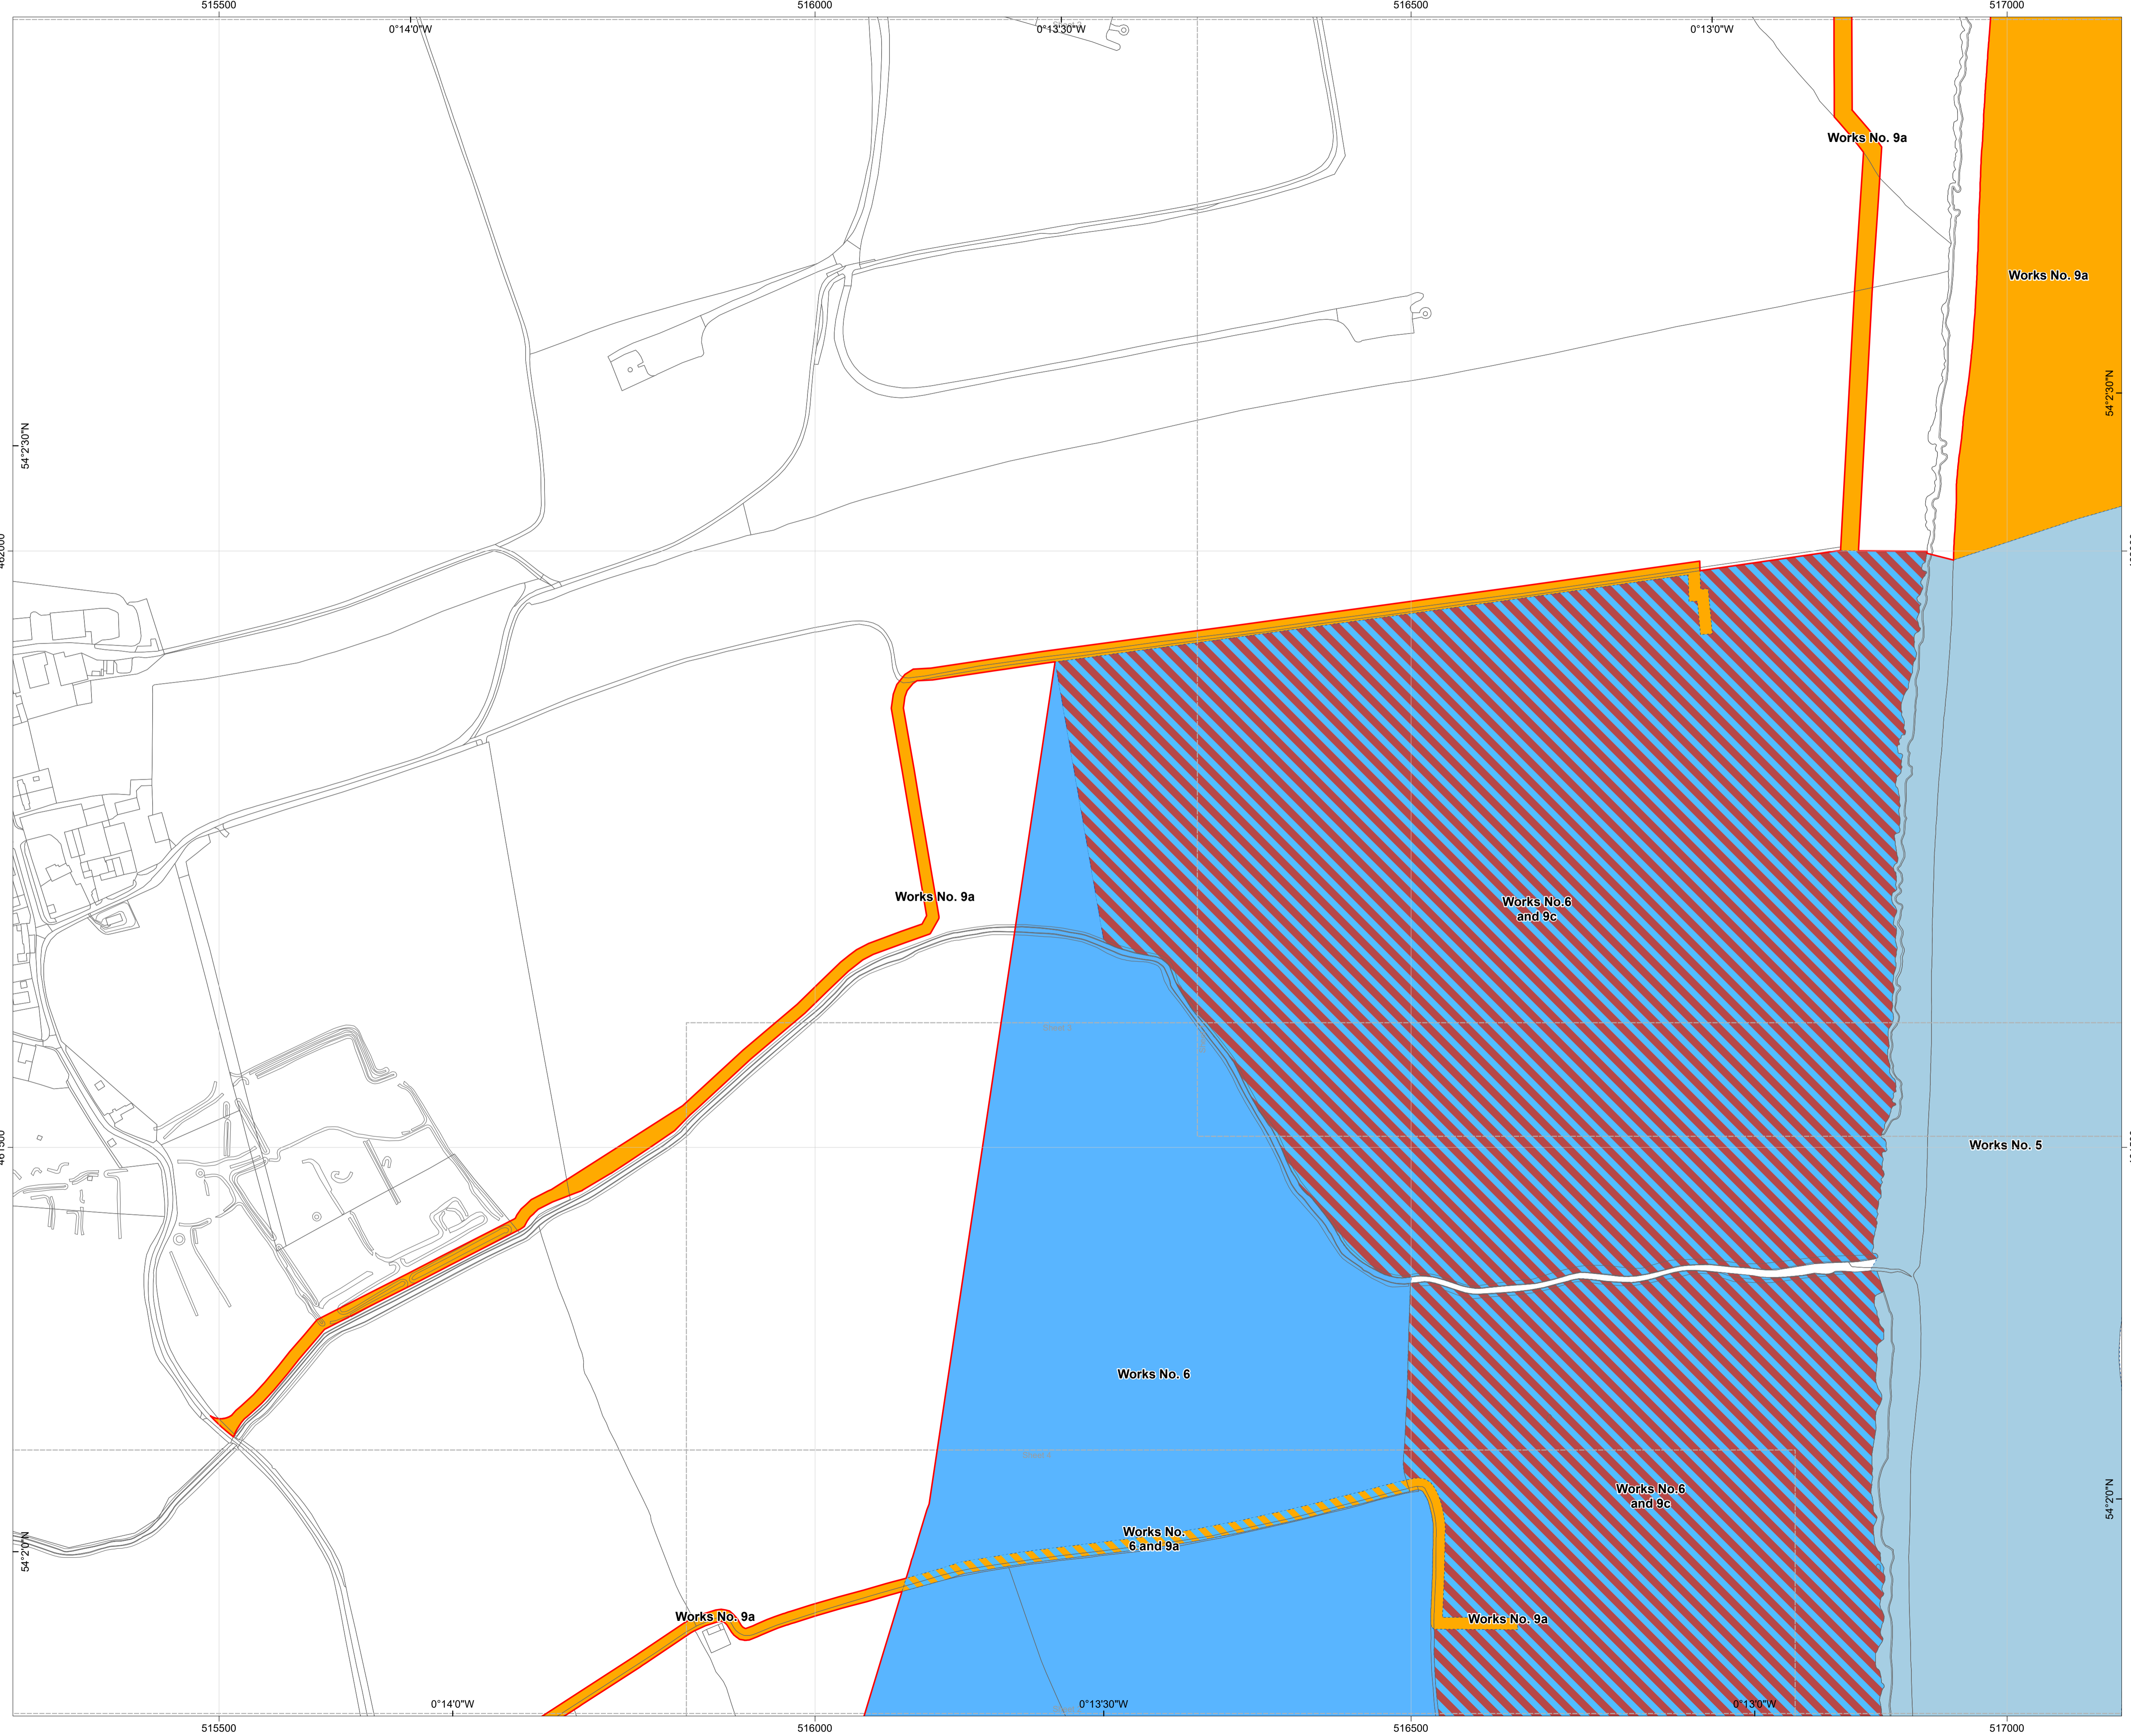 515500
516000
516500
517000
0°14'0"W
0°13'30"W
0°13'0"W
Works No. 9a
Works No. 9a
54°2'30"N
54°2'30"N
Works No. 9a
Works No.6
and 9c
Works No. 5
Works No. 6
Works No.6
and 9c
54°2'0"N
54°2'0"N
Works No.
6 and 9a
Works No. 9a
Works No. 9a
0°14'0"W
0°13'30"W
0°13'0"W
515500
516000
516500
517000